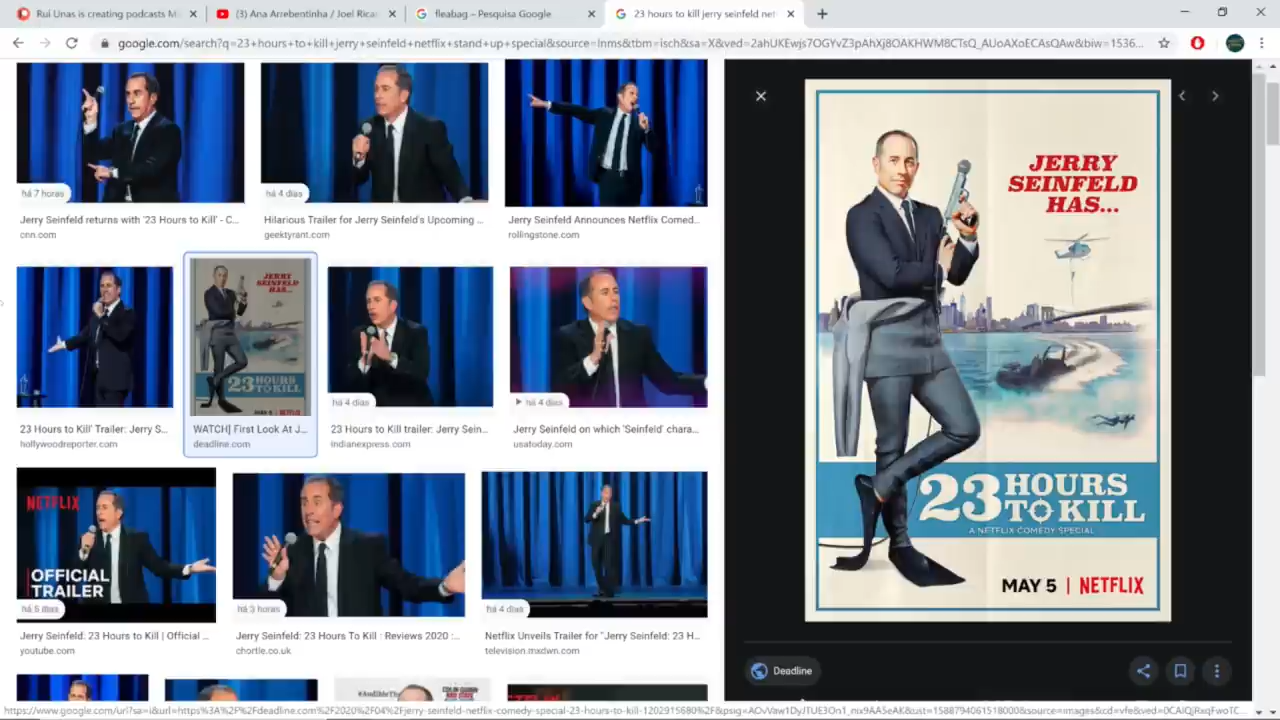 Rui Unas is creating podcasts M
(3) Ana Arrebentinha / Joel Rica
fleabag - Pesquisa Google
23 hours to kill jerry seinfeld net
google.com/search?q=23+hours+to+kill+jerry+seinfeld+netflix+stand+up+special&source=lnms&tbm=isch&sa=X&ved=2ahUKEwjs7OGYvZ3pAhXj8OAKHWM8CTsQ_AUoAXoECAsQAw&biw=1536...
há 7 horas
há 4 dias
Jerry Seinfeld returns with '23 Hours to Kill' - C...
cnn.com
Hilarious Trailer for Jerry Seinfeld's Upcoming ...
geektyrant.com
Jerry Seinfeld Announces Netflix Comed...
rollingstone.com
JERRY
SEINFELD
HAS...
23 HOURS
TO KILL
MAY 5 | NETFLIX
há 4 dias
há 4 dias
23 Hours to Kill' Trailer: Jerry S...
hollywoodreporter.com
WATCH] First Look At J...
deadline.com
23 Hours to Kill trailer: Jerry Sein...
indianexpress.com
Jerry Seinfeld on which 'Seinfeld' chara...
usatoday.com
NETFLIX
OFFICIAL
TRAILER
há 5 dias
há 3 horas
há 4 dias
Jerry Seinfeld: 23 Hours to Kill | Official ...
youtube.com
Jerry Seinfeld: 23 Hours To Kill : Reviews 2020 :...
chortle.co.uk
Netflix Unveils Trailer for "Jerry Seinfeld: 23 H...
television.mxdwn.com
JERRY
SEINFELD
HAS...
23 HOURS
TO KILL
A NETFLIX COMEDY SPECIAL
MAY 5 | NETFLIX
Deadline
COLIN QUINN